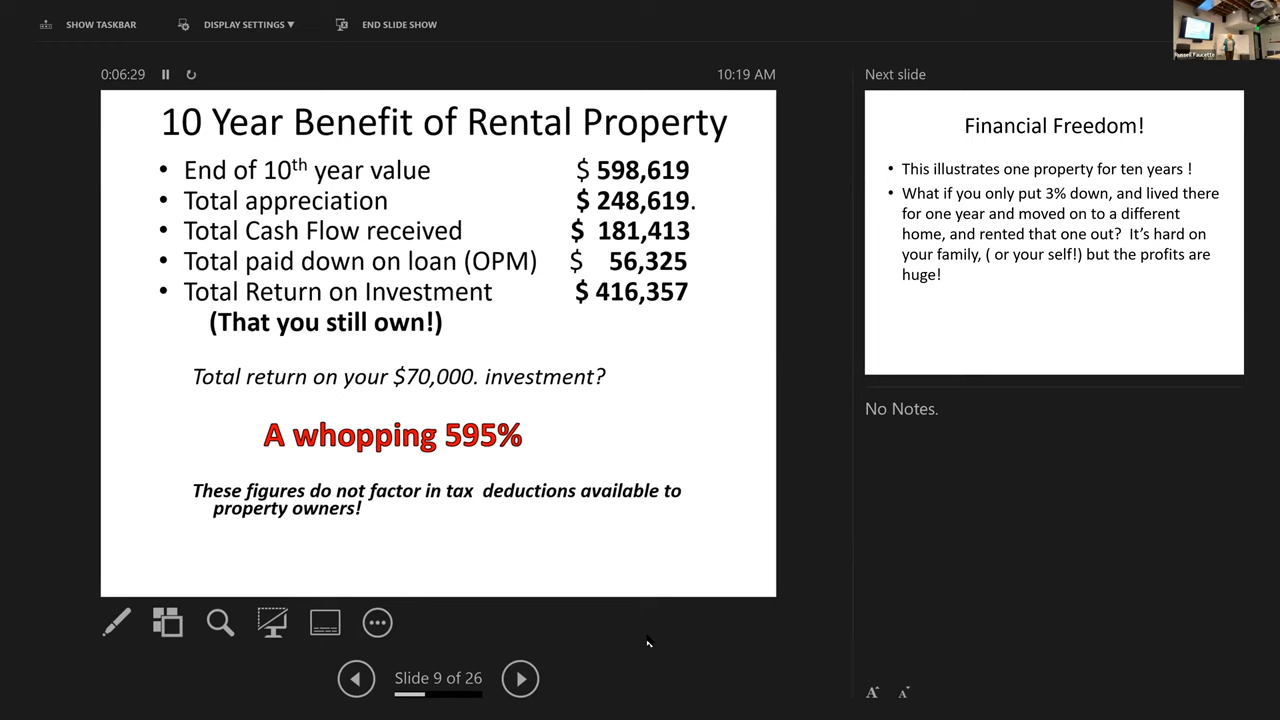 SHOW TASKBAR
DISPLAY SETTINGS ▼
END SLIDE SHOW
Russell Faucette
0:06:29
10:19 AM
10 Year Benefit of Rental Property
• End of 10th year value $ 598,619
• Total appreciation $ 248,619.
• Total Cash Flow received $ 181,413
• Total paid down on loan (OPM) $ 56,325
• Total Return on Investment $ 416,357
(That you still own!)
Total return on your $70,000. investment?
A whopping 595%
These figures do not factor in tax deductions available to
property owners!
Slide 9 of 26
Next slide
Financial Freedom!
• This illustrates one property for ten years !
• What if you only put 3% down, and lived there
for one year and moved on to a different
home, and rented that one out? It's hard on
your family, ( or your self!) but the profits are
huge!
No Notes.
A A